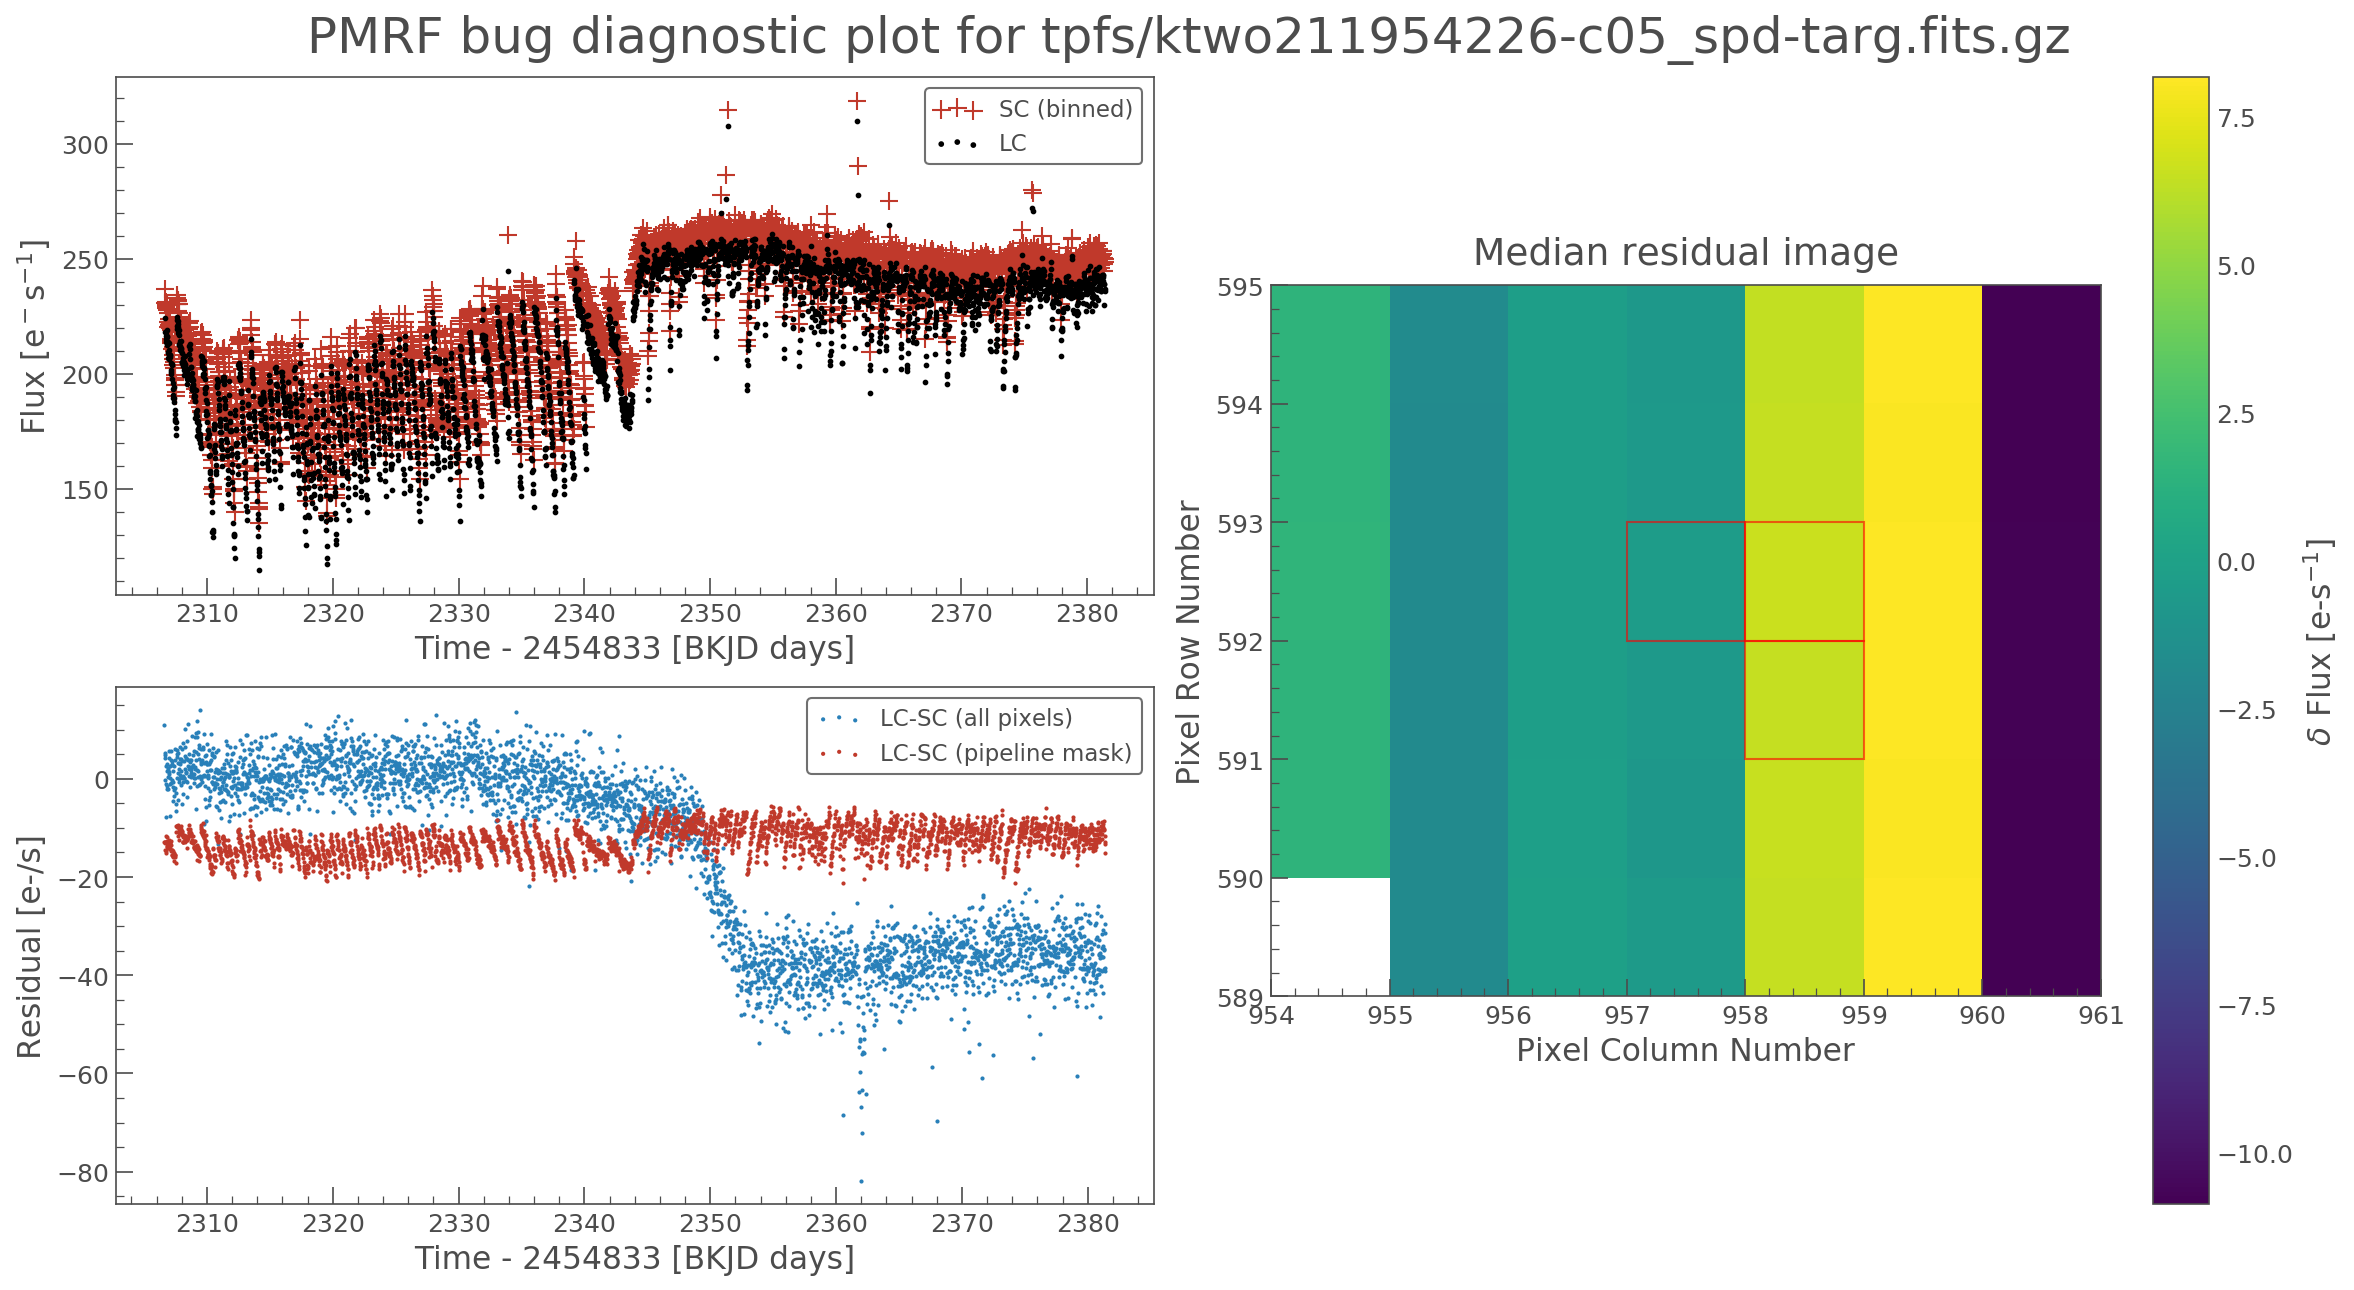 PMRF bug diagnostic plot for tpfs/ktwo211954226-c05_spd-targ.fits.gz
SC (binned)
LC
Flux [e⁻ s⁻¹]
300
250
200
150
2310 2320 2330 2340 2350 2360 2370 2380
Time - 2454833 [BKJD days]
LC-SC (all pixels)
LC-SC (pipeline mask)
Residual [e-/s]
0
−20
−40
−60
−80
2310 2320 2330 2340 2350 2360 2370 2380
Time - 2454833 [BKJD days]
Median residual image
Pixel Row Number
595
594
593
592
591
590
589
954 955 956 957 958 959 960 961
Pixel Column Number
7.5
5.0
2.5
0.0
−2.5
−5.0
−7.5
−10.0
δ Flux [e-s⁻¹]